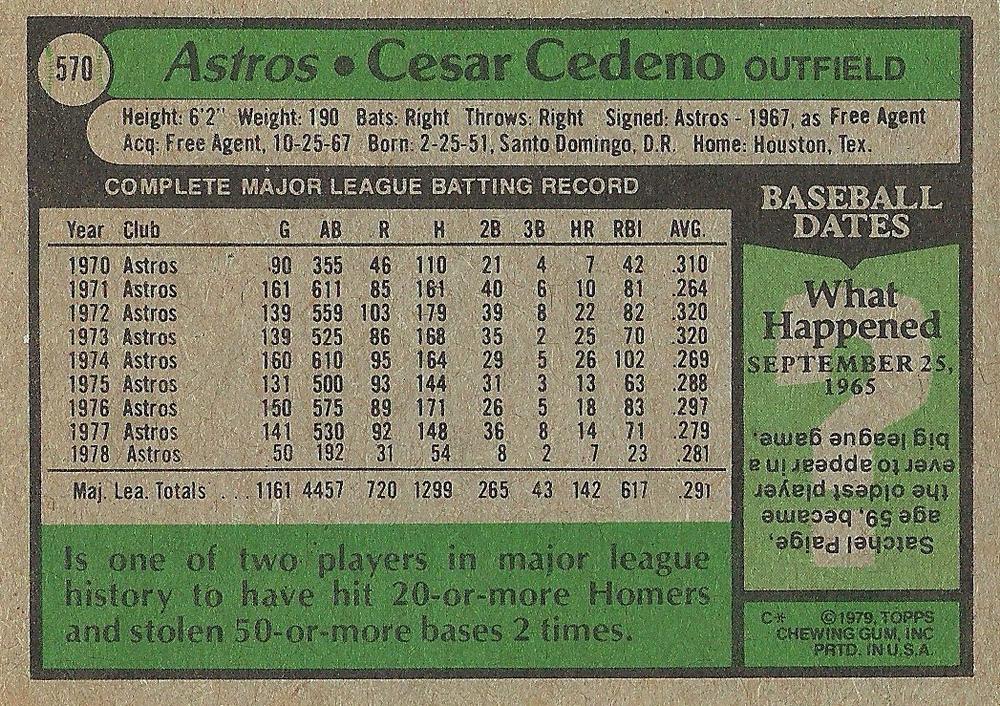 570
Astros • Cesar Cedeno OUTFIELD
Height: 6'2" Weight: 190 Bats: Right Throws: Right Signed: Astros - 1967, as Free Agent
Acq: Free Agent, 10-25-67 Born: 2-25-51, Santo Domingo, D.R. Home: Houston, Tex.
COMPLETE MAJOR LEAGUE BATTING RECORD
Year Club G AB R H 2B 3B HR RBI AVG.
1970 Astros 90 355 46 110 21 4 7 42 .310
1971 Astros 161 611 85 161 40 6 10 81 .264
1972 Astros 139 559 103 179 39 8 22 82 .320
1973 Astros 139 525 86 168 35 2 25 70 .320
1974 Astros 160 610 95 164 29 5 26 102 .269
1975 Astros 131 500 93 144 31 3 13 63 .288
1976 Astros 150 575 89 171 26 5 18 83 .297
1977 Astros 141 530 92 148 36 8 14 71 .279
1978 Astros 50 192 31 54 8 2 7 23 .281
Maj. Lea. Totals . . . 1161 4457 720 1299 265 43 142 617 .291
Is one of two players in major league
history to have hit 20-or-more Homers
and stolen 50-or-more bases 2 times.
BASEBALL
DATES
What
Happened
SEPTEMBER 25,
1965
?
Satchel Paige,
age 59, became
the oldest player
ever to appear in a
big league game.
C* ©1979, TOPPS
CHEWING GUM, INC
PRTD. IN U.S.A.